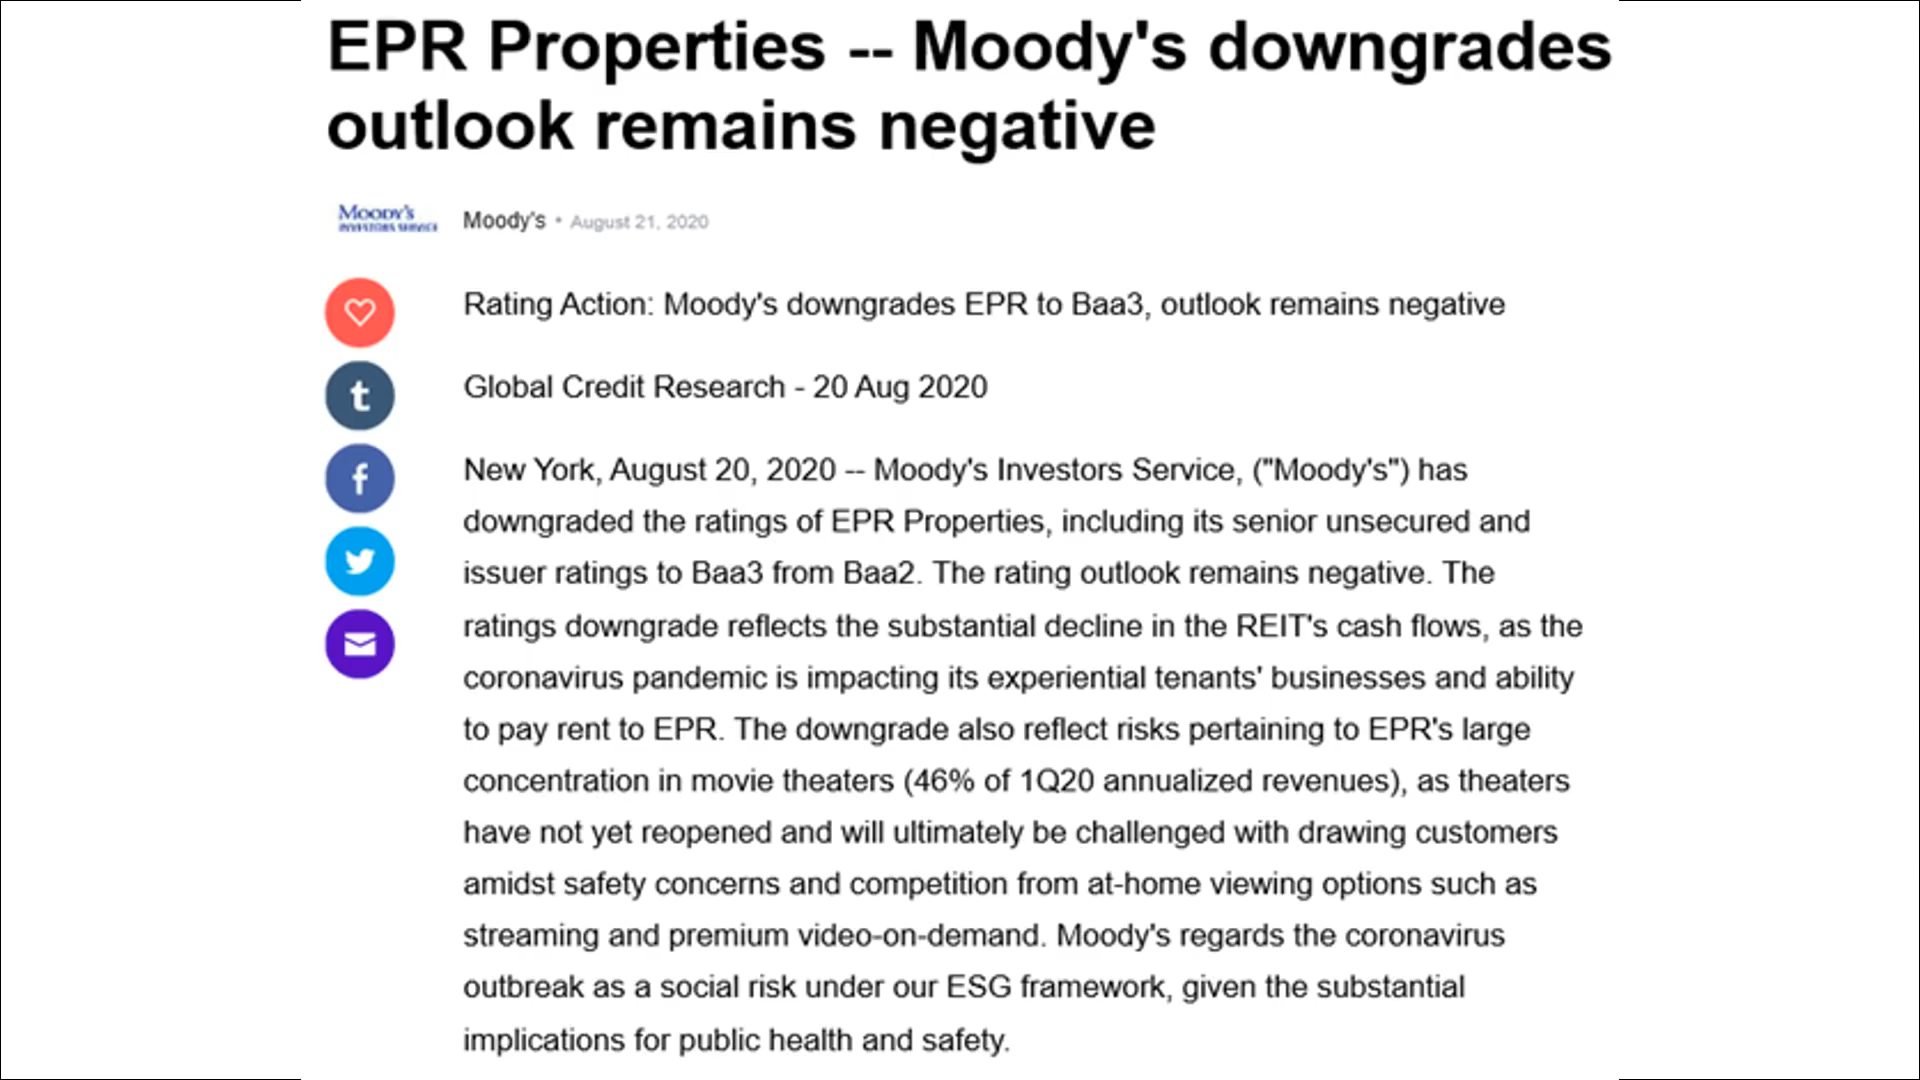 EPR Properties -- Moody's downgrades
outlook remains negative
MOODY'S
INVESTORS SERVICE
Moody's • August 21, 2020
Rating Action: Moody's downgrades EPR to Baa3, outlook remains negative
Global Credit Research - 20 Aug 2020
New York, August 20, 2020 -- Moody's Investors Service, ("Moody's") has
downgraded the ratings of EPR Properties, including its senior unsecured and
issuer ratings to Baa3 from Baa2. The rating outlook remains negative. The
ratings downgrade reflects the substantial decline in the REIT's cash flows, as the
coronavirus pandemic is impacting its experiential tenants' businesses and ability
to pay rent to EPR. The downgrade also reflect risks pertaining to EPR's large
concentration in movie theaters (46% of 1Q20 annualized revenues), as theaters
have not yet reopened and will ultimately be challenged with drawing customers
amidst safety concerns and competition from at-home viewing options such as
streaming and premium video-on-demand. Moody's regards the coronavirus
outbreak as a social risk under our ESG framework, given the substantial
implications for public health and safety.